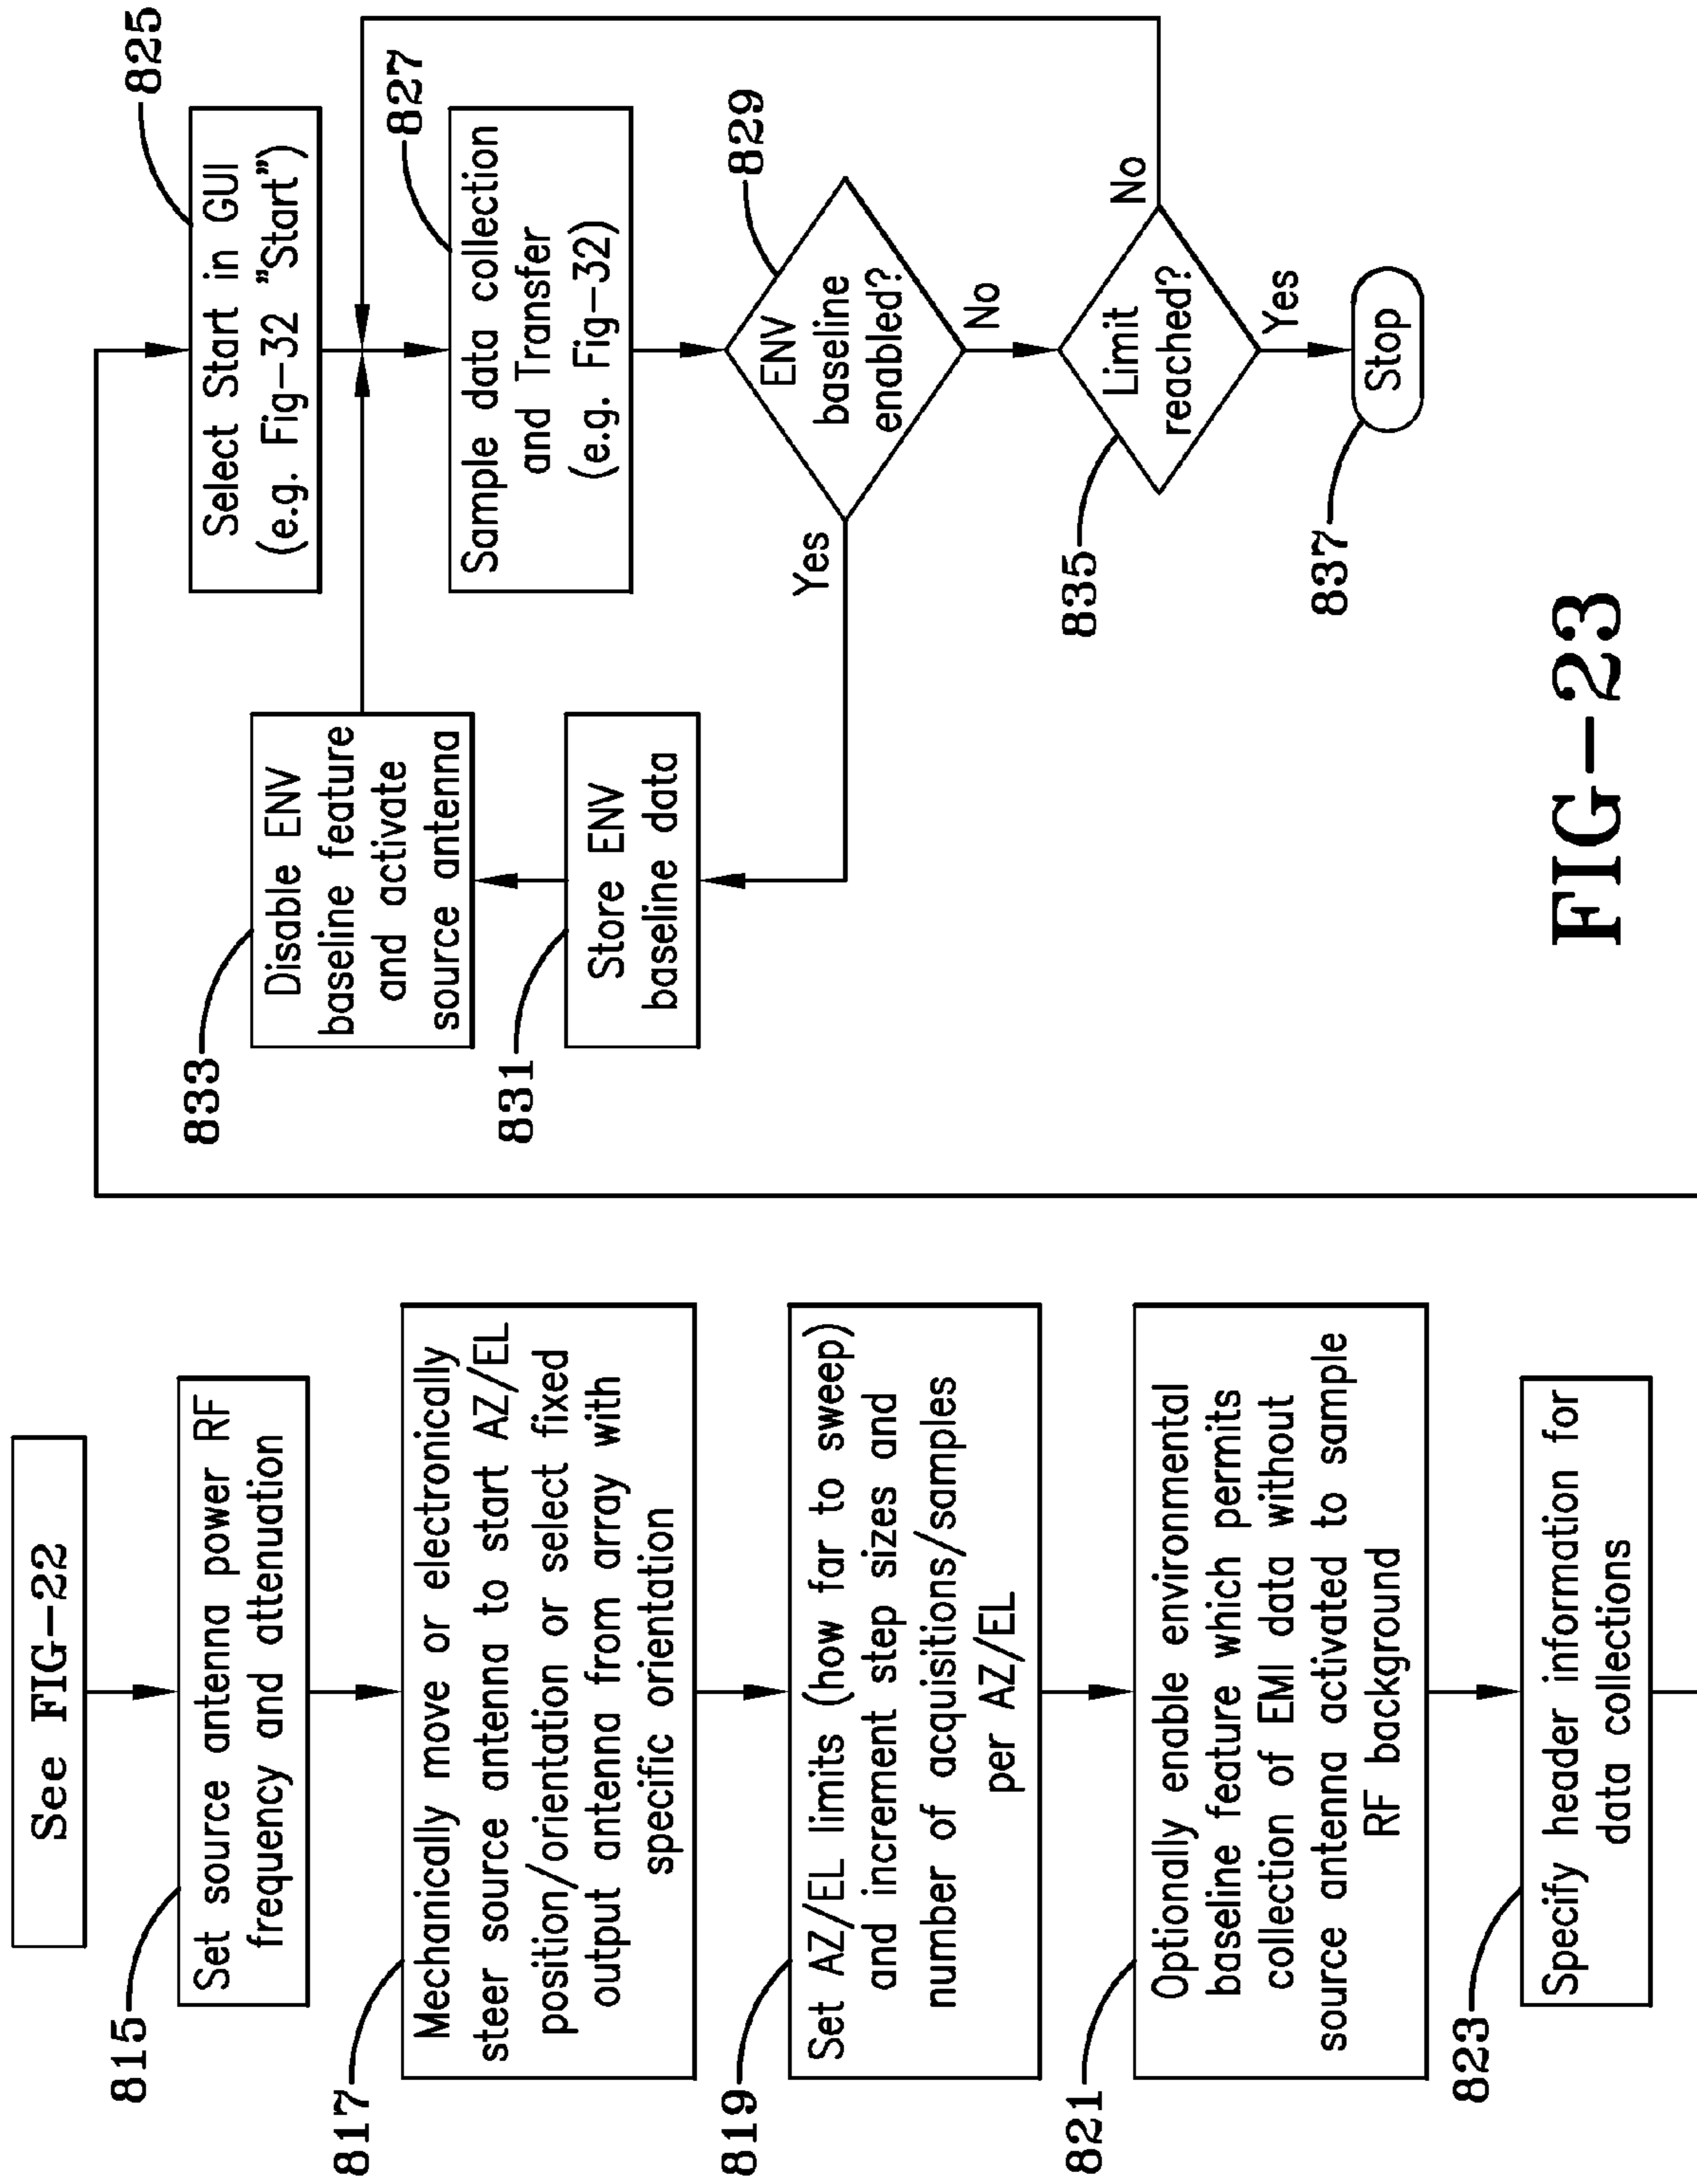 See FIG-22
815
Set source antenna power RF
frequency and attenuation
817
Mechanically move or electronically
steer source antenna to start AZ/EL
position/orientation or select fixed
output antenna from array with
specific orientation
819
Set AZ/EL limits (how far to sweep)
and increment step sizes and
number of acquisitions/samples
per AZ/EL
821
Optionally enable environmental
baseline feature which permits
collection of EMI data without
source antenna activated to sample
RF background
823
Specify header information for
data collections
825
Select Start in GUI
(e.g. Fig-32 "Start")
827
Sample data collection
and Transfer
(e.g. Fig-32)
829
ENV
baseline
enabled?
Yes
No
831
Store ENV
baseline data
833
Disable ENV
baseline feature
and activate
source antenna
835
Limit
reached?
No
Yes
837
Stop
FIG-23